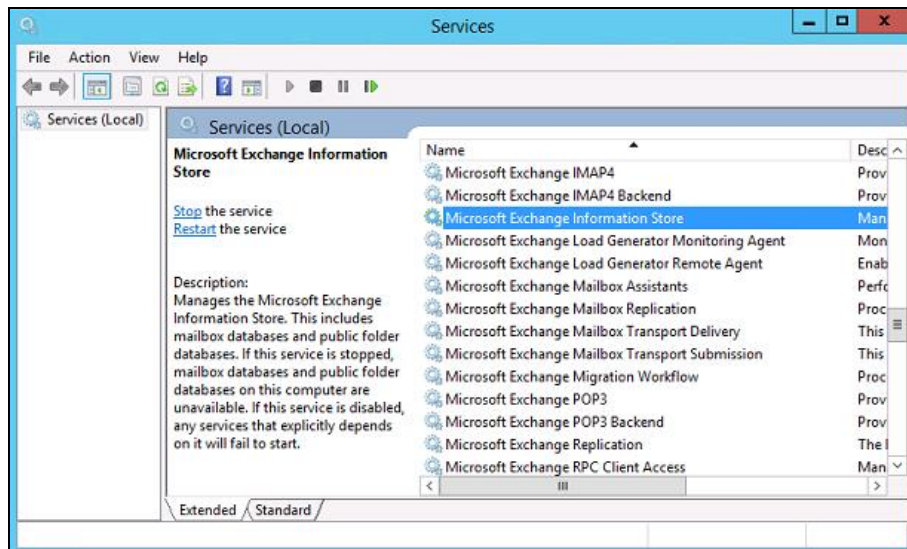 Services
File Action View Help
Services (Local)
Services (Local)
Microsoft Exchange Information
Store
Stop the service
Restart the service
Description:
Manages the Microsoft Exchange
Information Store. This includes
mailbox databases and public folder
databases. If this service is stopped,
mailbox databases and public folder
databases on this computer are
unavailable. If this service is disabled,
any services that explicitly depends
on it will fail to start.
Name Desc
Microsoft Exchange IMAP4 Prov
Microsoft Exchange IMAP4 Backend Prov
Microsoft Exchange Information Store Man
Microsoft Exchange Load Generator Monitoring Agent Mon
Microsoft Exchange Load Generator Remote Agent Enab
Microsoft Exchange Mailbox Assistants Perfo
Microsoft Exchange Mailbox Replication Proc
Microsoft Exchange Mailbox Transport Delivery This
Microsoft Exchange Mailbox Transport Submission This
Microsoft Exchange Migration Workflow Proc
Microsoft Exchange POP3 Prov
Microsoft Exchange POP3 Backend Prov
Microsoft Exchange Replication The
Microsoft Exchange RPC Client Access Man
Extended Standard